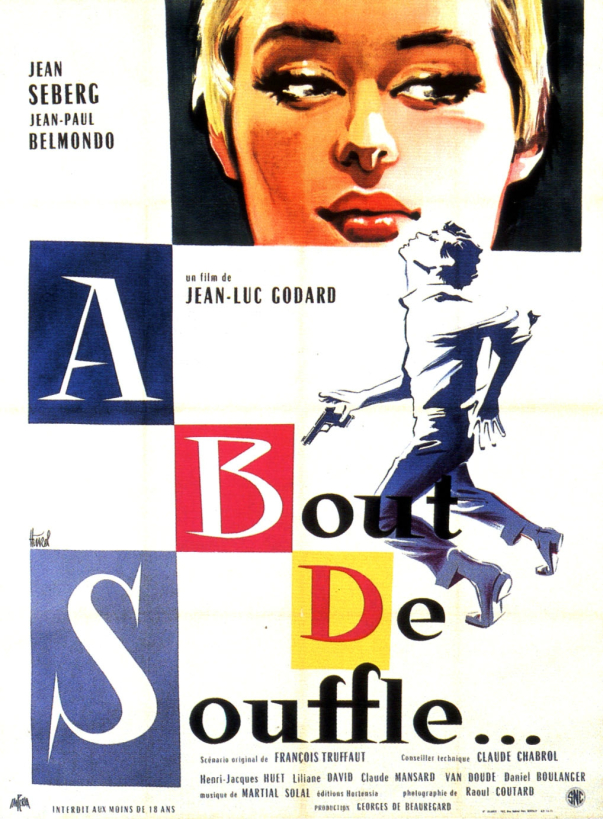 JEAN
SEBERG
JEAN-PAUL
BELMONDO
un film de
JEAN-LUC GODARD
A
Bout
De
Souffle...
Hurel
Scénario original de FRANÇOIS TRUFFAUT Conseiller technique CLAUDE CHABROL
Henri-Jacques HUET Liliane DAVID Claude MANSARD VAN DOUDE Daniel BOULANGER
musique de MARTIAL SOLAL éditions Hortensia photographie de Raoul COUTARD
PRODUCTION GEORGES DE BEAUREGARD
INTERDIT AUX MOINS DE 18 ANS
SNC